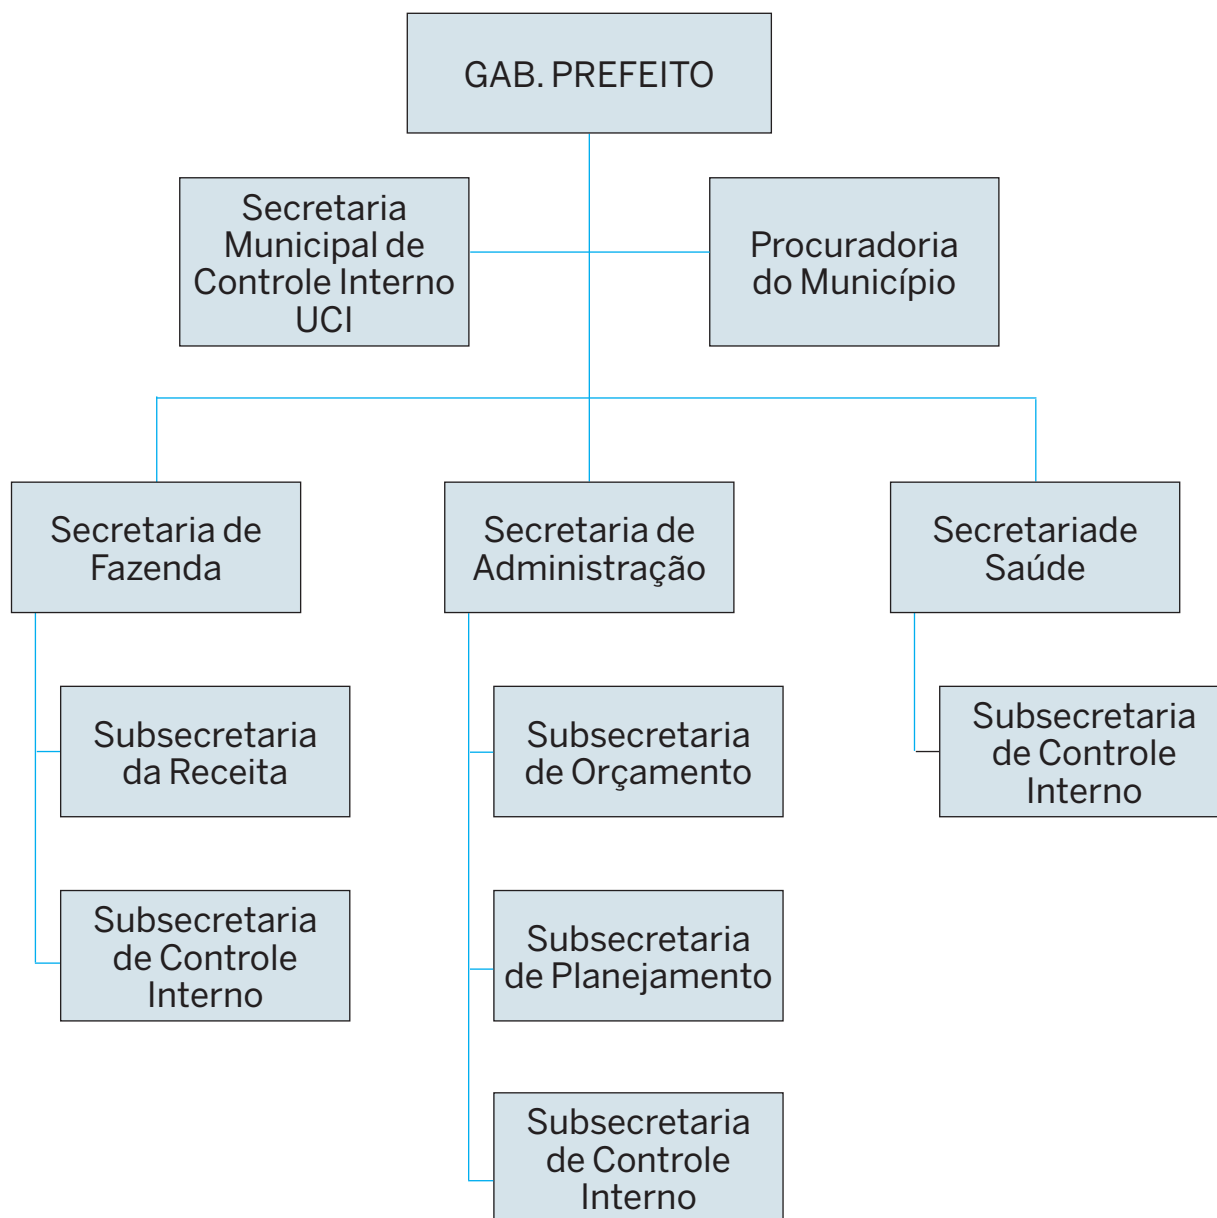 GAB. PREFEITO
Secretaria
Municipal de
Controle Interno
UCI
Procuradoria
do Município
Secretaria de
Fazenda
Secretaria de
Administração
Secretariade
Saúde
Subsecretaria
da Receita
Subsecretaria
de Orçamento
Subsecretaria
de Controle
Interno
Subsecretaria
de Controle
Interno
Subsecretaria
de Planejamento
Subsecretaria
de Controle
Interno